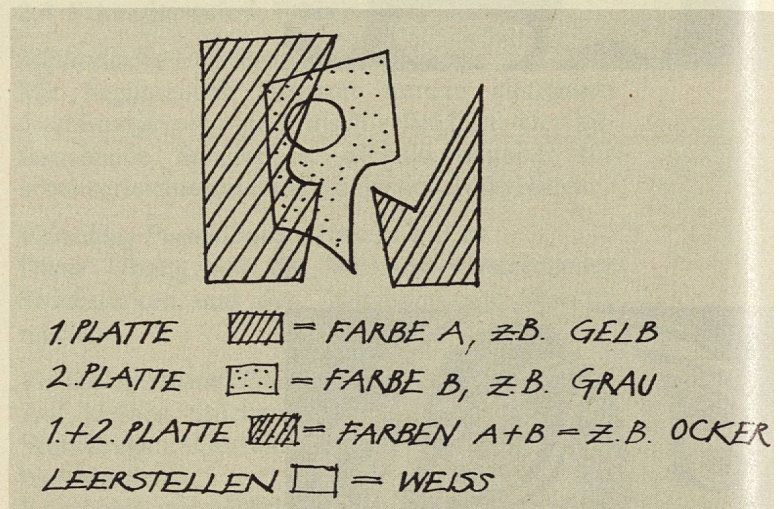 1. PLATTE = FARBE A, Z.B. GELB
2. PLATTE = FARBE B, Z.B. GRAU
1.+2. PLATTE = FARBEN A+B = Z.B. OCKER
LEERSTELLEN = WEISS